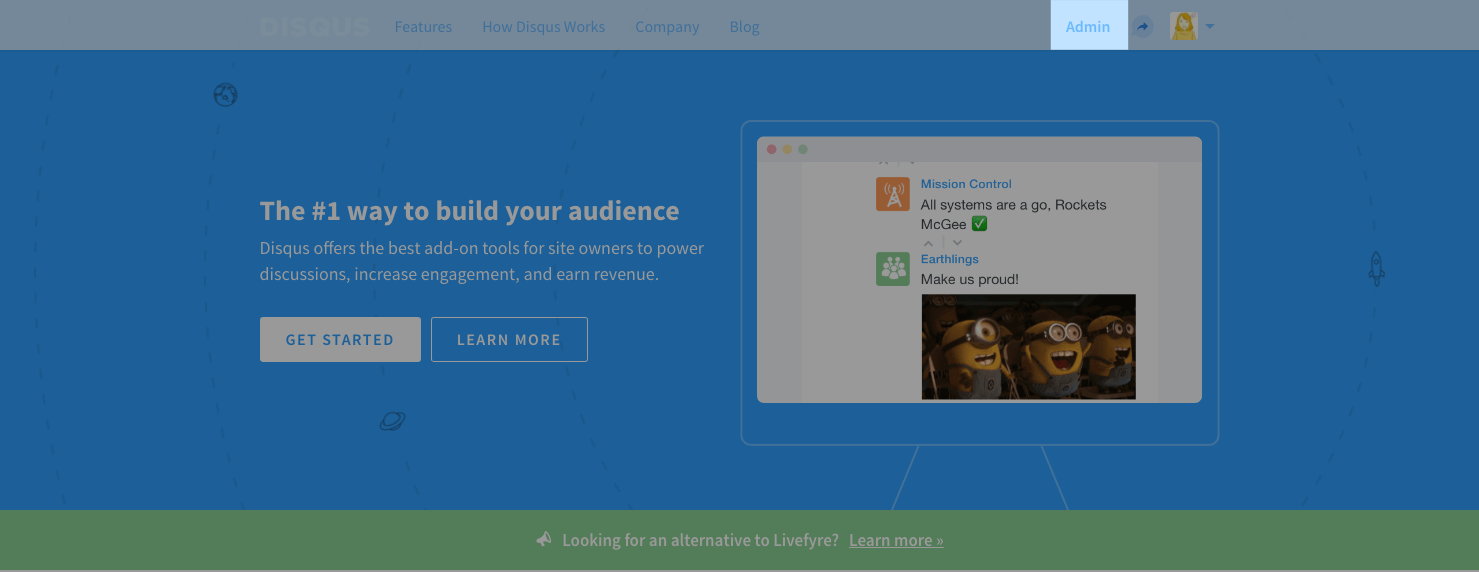 DISQUS Features How Disqus Works Company Blog Admin
The #1 way to build your audience
Disqus offers the best add-on tools for site owners to power
discussions, increase engagement, and earn revenue.
GET STARTED LEARN MORE
Mission Control
All systems are a go, Rockets
McGee ✅
Earthlings
Make us proud!
Looking for an alternative to Livefyre? Learn more »